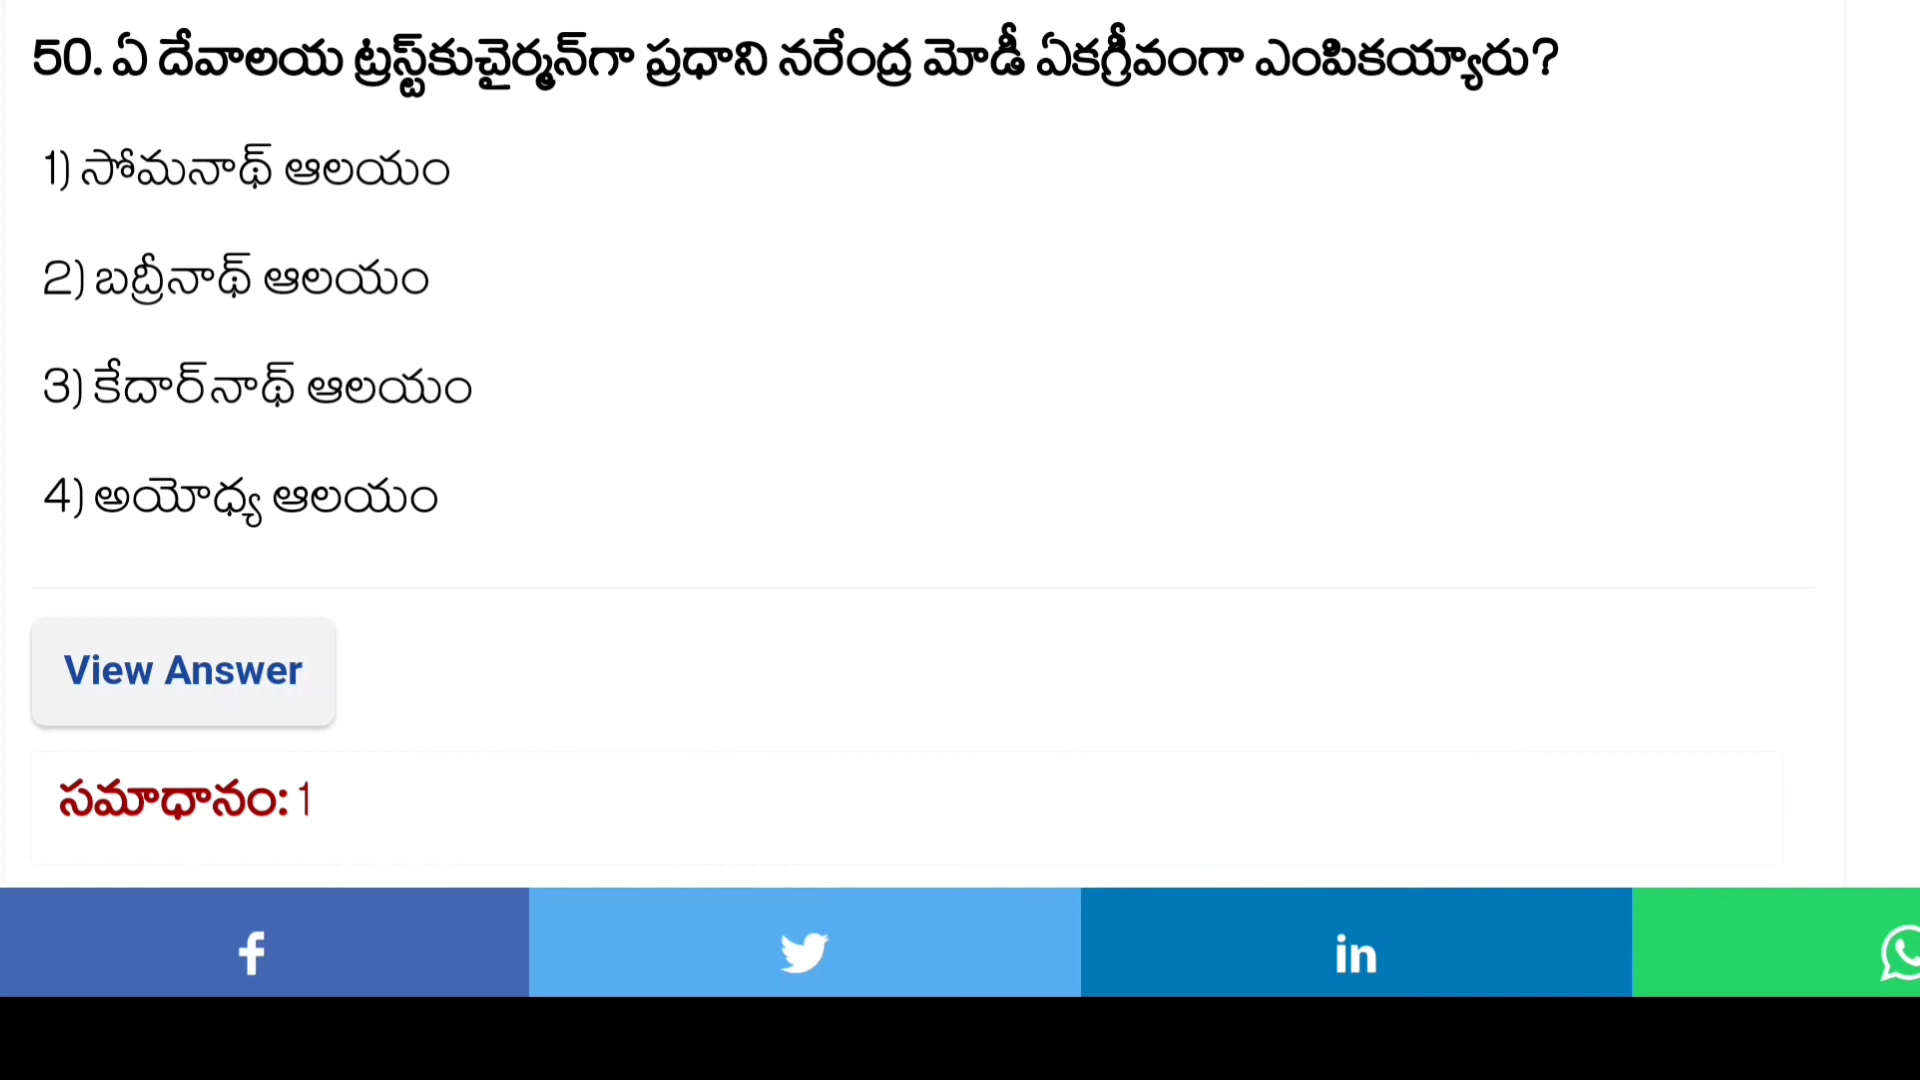 50. ఏ దేవాలయ ట్రస్ట్‌కుచైర్మన్‌గా ప్రధాని నరేంద్ర మోడీ ఏకగ్రీవంగా ఎంపికయ్యారు?
1) సోమనాథ్ ఆలయం
2) బద్రీనాథ్ ఆలయం
3) కేదార్‌నాథ్ ఆలయం
4) అయోధ్య ఆలయం
View Answer
సమాధానం: 1